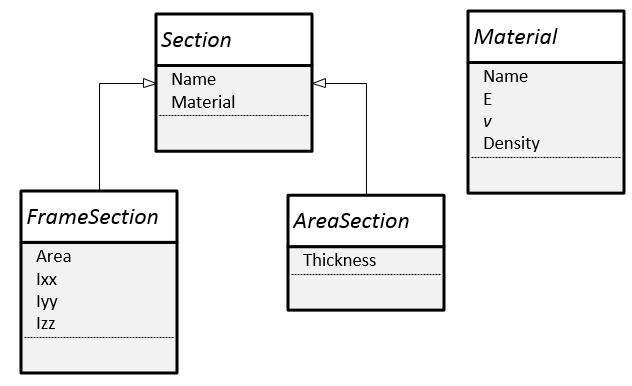 Section
Name
Material
Material
Name
E
v
Density
FrameSection
Area
Ixx
Iyy
Izz
AreaSection
Thickness